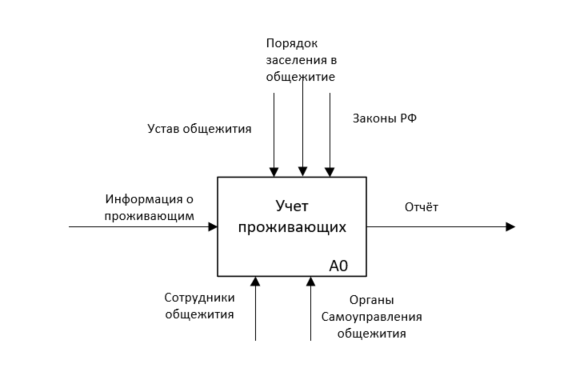 Порядок
заселения в
общежитие
Устав общежития
Законы РФ
Информация о
проживающим
Учет
проживающих
A0
Отчёт
Сотрудники
общежития
Органы
Самоуправления
общежития